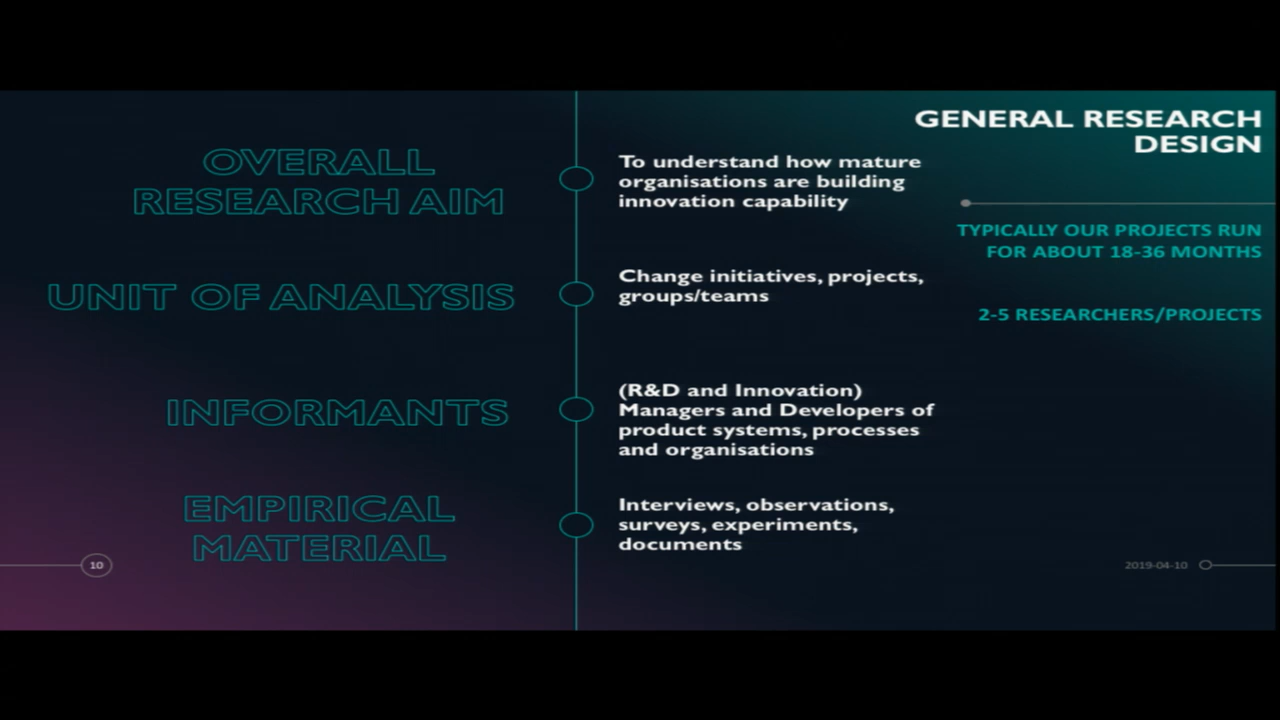 GENERAL RESEARCH
DESIGN
OVERALL
RESEARCH AIM
To understand how mature
organisations are building
innovation capability
TYPICALLY OUR PROJECTS RUN
FOR ABOUT 18-36 MONTHS
UNIT OF ANALYSIS
Change initiatives, projects,
groups/teams
2-5 RESEARCHERS/PROJECTS
INFORMANTS
(R&D and Innovation)
Managers and Developers of
product systems, processes
and organisations
EMPIRICAL
MATERIAL
Interviews, observations,
surveys, experiments,
documents
10
2019-04-10